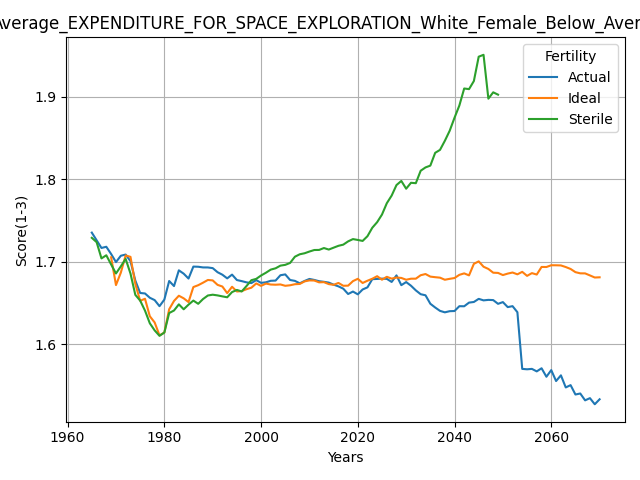 Average_EXPENDITURE_FOR_SPACE_EXPLORATION_White_Female_Below_Aver
Fertility
Actual
Ideal
Sterile
Score(1-3)
1.9
1.8
1.7
1.6
1960 1980 2000 2020 2040 2060
Years